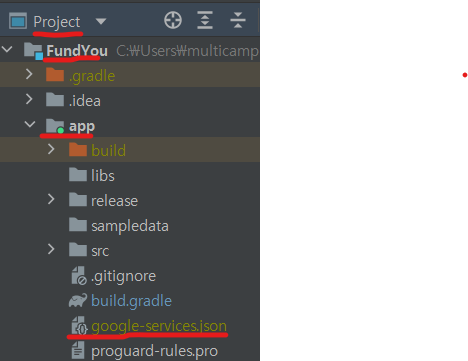 Project
FundYou C:₩Users₩multicamp
.gradle
.idea
app
build
libs
release
sampledata
src
.gitignore
build.gradle
google-services.json
proguard-rules.pro